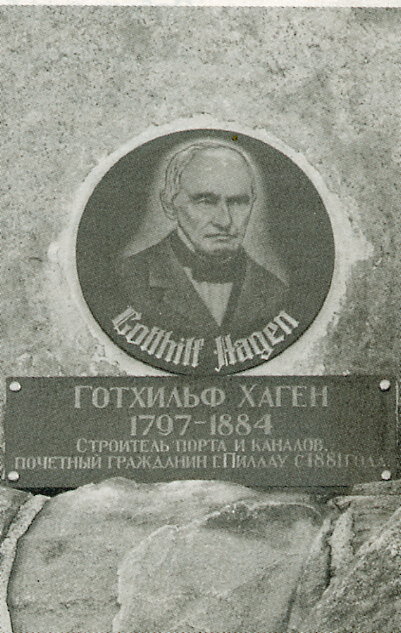 Gotthilf Hagen
ГОТХИЛЬФ ХАГЕН
1797-1884
СТРОИТЕЛЬ ПОРТА И КАНАЛОВ,
ПОЧЕТНЫЙ ГРАЖДАНИН Г. ПИЛЛАУ С 1881 ГОДА